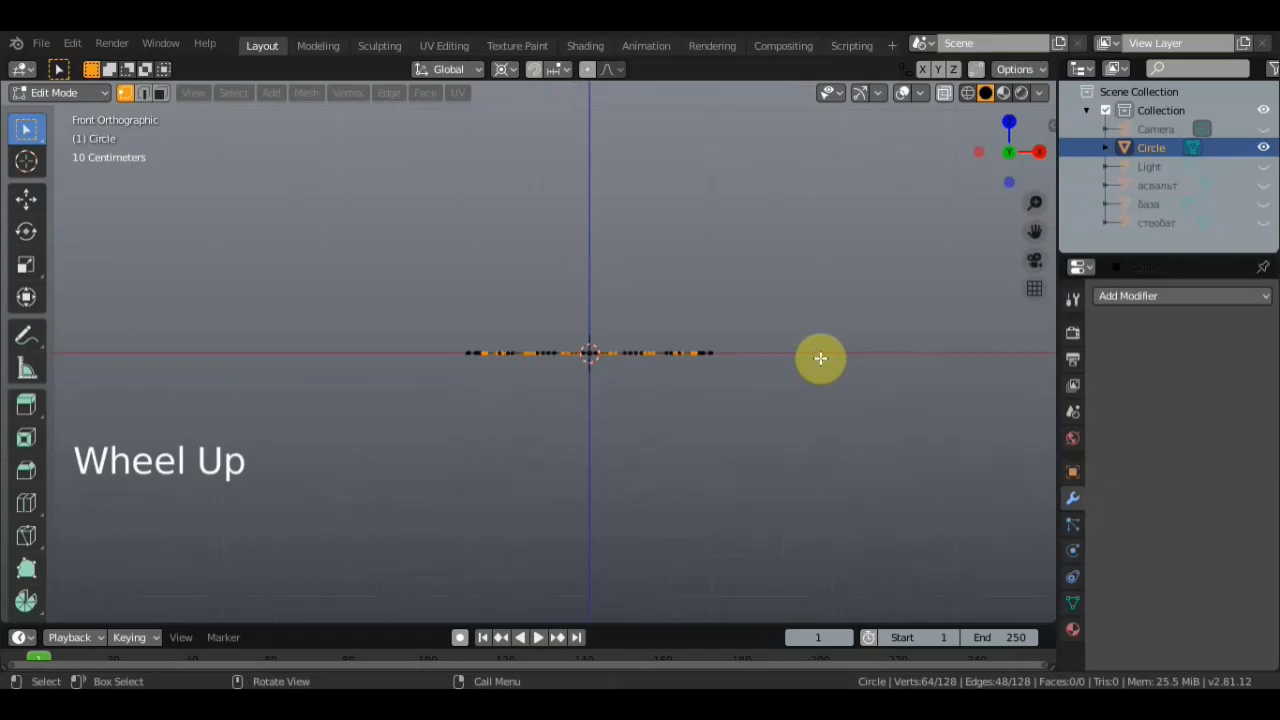 File Edit Render Window Help Layout Modeling Sculpting UV Editing Texture Paint Shading Animation Rendering Compositing Scripting + Scene View Layer
Global X Y Z Options
Edit Mode View Select Add Mesh Vertex Edge Face UV
Front Orthographic
(1) Circle
10 Centimeters
Z
Y
X
Scene Collection
Collection
Camera
Circle
Light
асвальт
база
стеобат
Add Modifier
Wheel Up
Playback Keying View Marker 1 Start 1 End 250
1
Select Box Select Rotate View Call Menu Circle | Verts:64/128 | Edges:48/128 | Faces:0/0 | Tris:0 | Mem: 25.5 MiB | v2.81.12